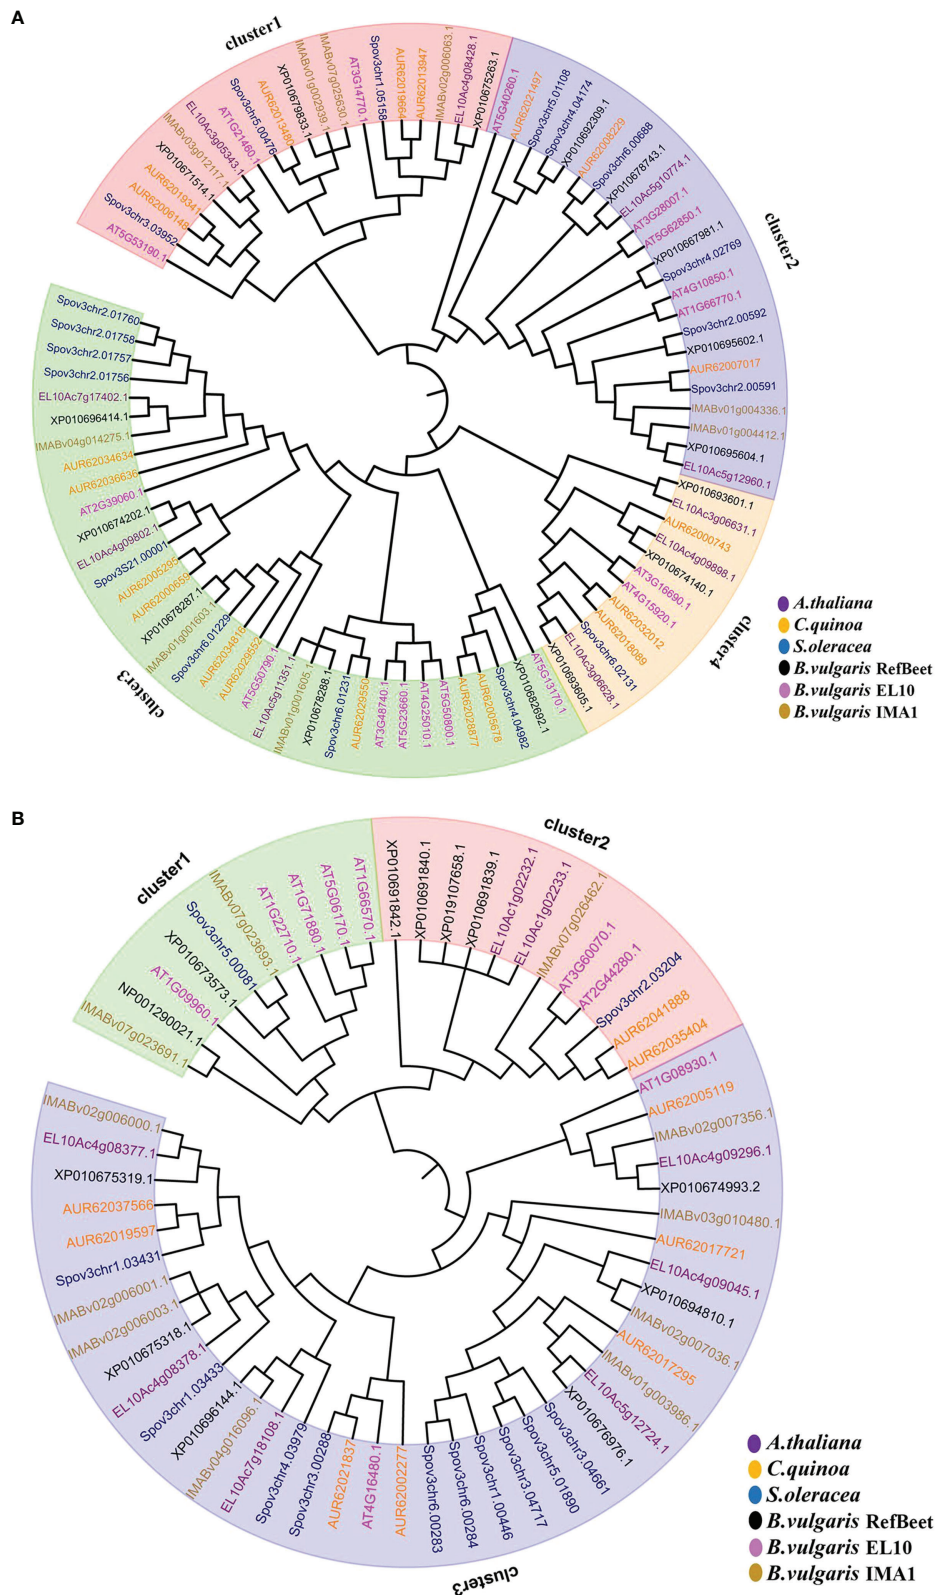 A
cluster1
AT5G53190.1
Spov3chr3.03952
AUR62006148
AUR62019341
XP010671514.1
IMABv03g012117.1
EL10Ac3g05343.1
AT1G21460.1
Spov3chr5.00476
AUR62013480
XP010679833.1
IMABv01g002939.1
IMABv07g025630.1
AT3G14770.1
Spov3chr1.05158
AUR62019664
AUR62013947
IMABv02g006063.1
EL10Ac4g08428.1
XP010675263.1
cluster2
AT5G40260.1
AUR62021497
Spov3chr5.01108
Spov3chr4.04174
XP010692309.1
AUR62008229
Spov3chr6.00688
XP010678743.1
EL10Ac5g10774.1
AT3G28007.1
AT5G62850.1
XP010667981.1
Spov3chr4.02769
AT4G10850.1
AT1G66770.1
Spov3chr2.00592
XP010695602.1
AUR62007017
Spov3chr2.00591
IMABv01g004336.1
IMABv01g004412.1
XP010695604.1
EL10Ac5g12960.1
cluster4
XP010693601.1
EL10Ac3g06631.1
AUR62000743
EL10Ac4g09898.1
XP010674140.1
AT3G16690.1
AT4G15920.1
AUR62032012
AUR62018089
Spov3chr6.02131
EL10Ac3g06628.1
XP010693605.1
cluster3
AT5G13170.1
XP010682692.1
Spov3chr4.04982
AUR62005678
AUR62028877
AT5G50800.1
AT4G25010.1
AT5G23660.1
AT3G48740.1
AUR62029550
Spov3chr6.01231
XP010678288.1
IMABv01g001605.1
EL10Ac5g11351.1
AT5G50790.1
AUR62029552
AUR62034816
Spov3chr6.01229
IMABv01g001603.1
XP010678287.1
AUR62000659
AUR62005295
Spov3S21.00001
EL10Ac4g09802.1
XP010674202.1
AT2G39060.1
AUR62036636
AUR62034634
IMABv04g014275.1
XP010696414.1
EL10Ac7g17402.1
Spov3chr2.01756
Spov3chr2.01757
Spov3chr2.01758
Spov3chr2.01760
A.thaliana
C.quinoa
S.oleracea
B.vulgaris RefBeet
B.vulgaris EL10
B.vulgaris IMA1
B
cluster1
IMABv07g023691.1
NP001290021.1
AT1G09960.1
XP010673573.1
Spov3chr5.00081
IMABv07g023693.1
AT1G22710.1
AT1G71880.1
AT5G06170.1
AT1G66570.1
cluster2
XP010691842.1
XP010691840.1
XP019107658.1
XP010691839.1
EL10Ac1g02232.1
EL10Ac1g02233.1
IMABv07g026462.1
AT3G60070.1
AT2G44280.1
Spov3chr2.03204
AUR62041888
AUR62035404
AT1G08930.1
AUR62005119
IMABv02g007356.1
EL10Ac4g09296.1
XP010674993.2
IMABv03g010480.1
AUR62017721
EL10Ac4g09045.1
XP010694810.1
IMABv02g007036.1
AUR62017295
IMABv01g003986.1
EL10Ac5g12724.1
XP010676976.1
Spov3chr3.04661
Spov3chr5.01890
Spov3chr3.04717
Spov3chr1.00446
Spov3chr6.00284
Spov3chr6.00283
AUR62002277
AT4G16480.1
AUR62021837
Spov3chr3.00288
Spov3chr4.03979
EL10Ac7g18108.1
IMABv04g016096.1
XP010696144.1
Spov3chr1.03433
EL10Ac4g08378.1
XP010675318.1
IMABv02g006003.1
IMABv02g006001.1
Spov3chr1.03431
AUR62019597
AUR62037566
XP010675319.1
EL10Ac4g08377.1
IMABv02g006000.1
cluster3
A.thaliana
C.quinoa
S.oleracea
B.vulgaris RefBeet
B.vulgaris EL10
B.vulgaris IMA1